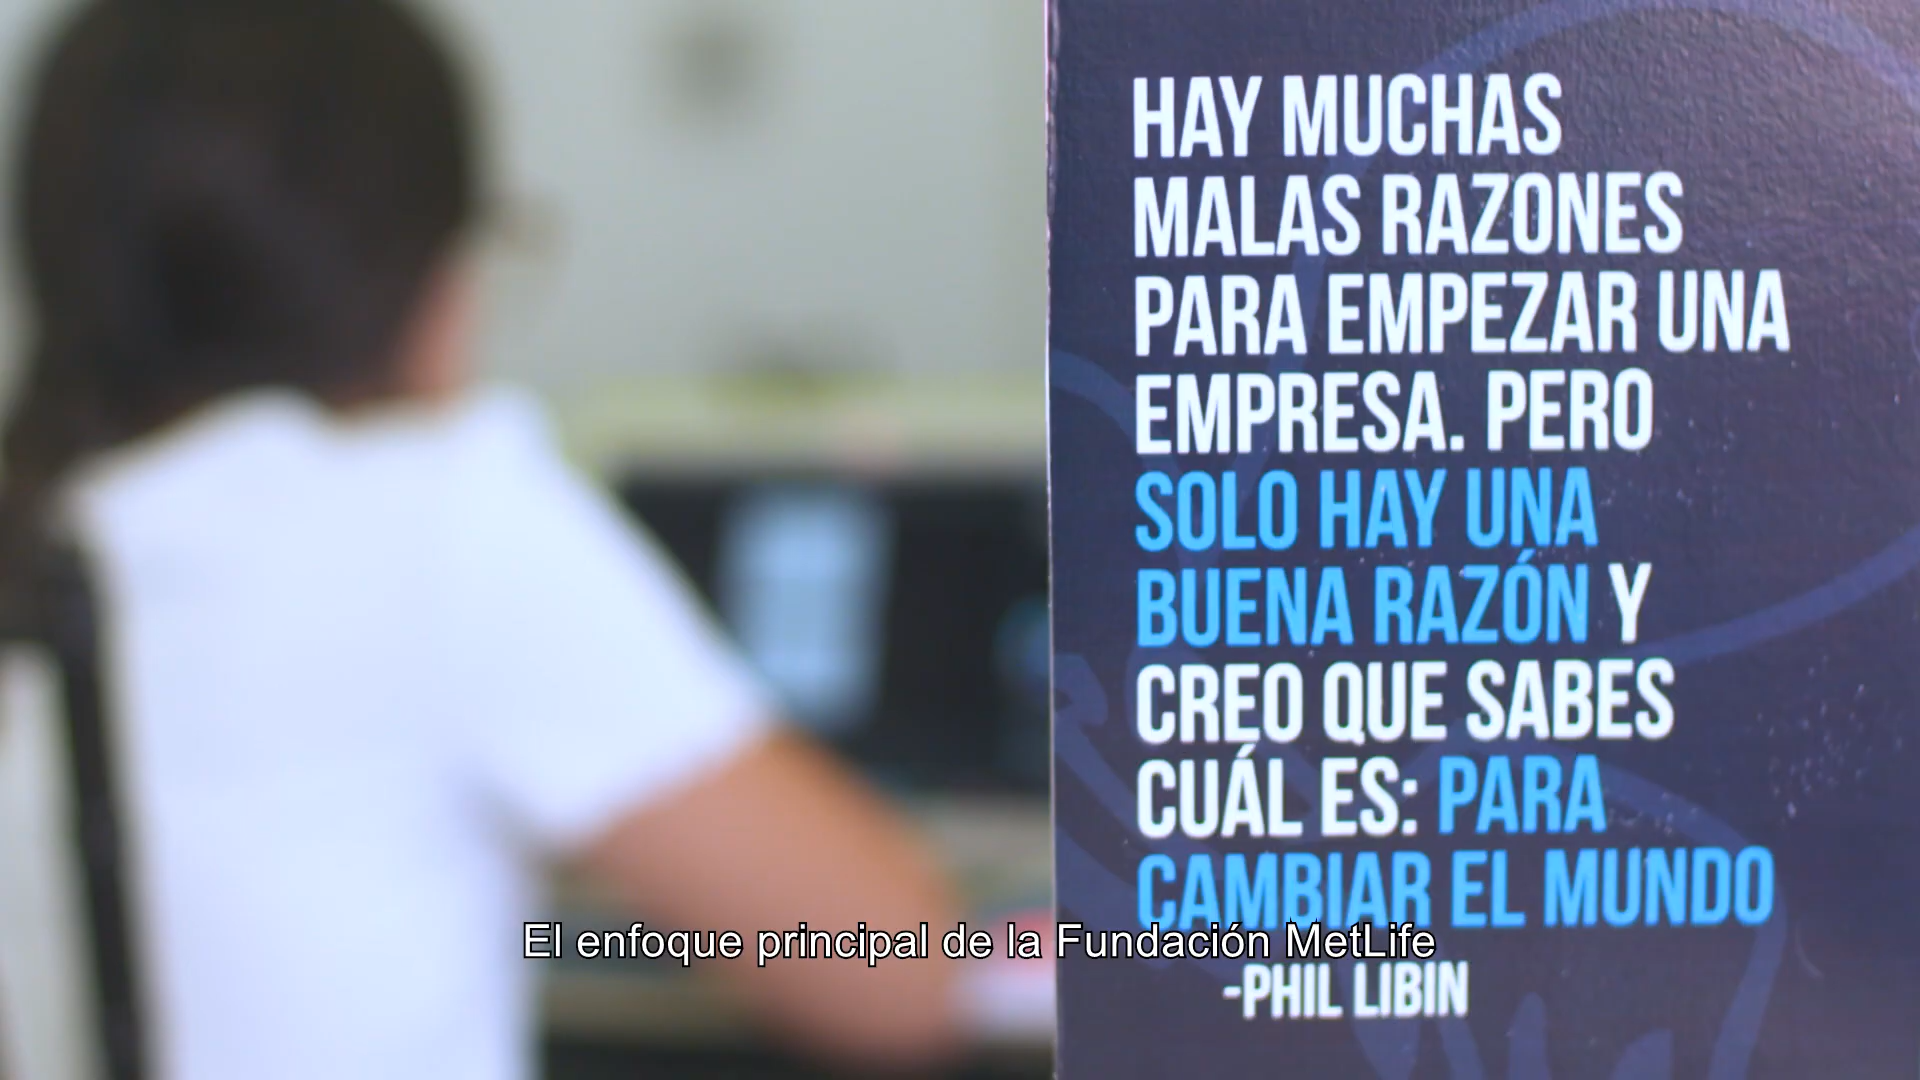 HAY MUCHAS
MALAS RAZONES
PARA EMPEZAR UNA
EMPRESA. PERO
SOLO HAY UNA
BUENA RAZÓN Y
CREO QUE SABES
CUÁL ES: PARA
CAMBIAR EL MUNDO
El enfoque principal de la Fundación MetLife
-PHIL LIBIN